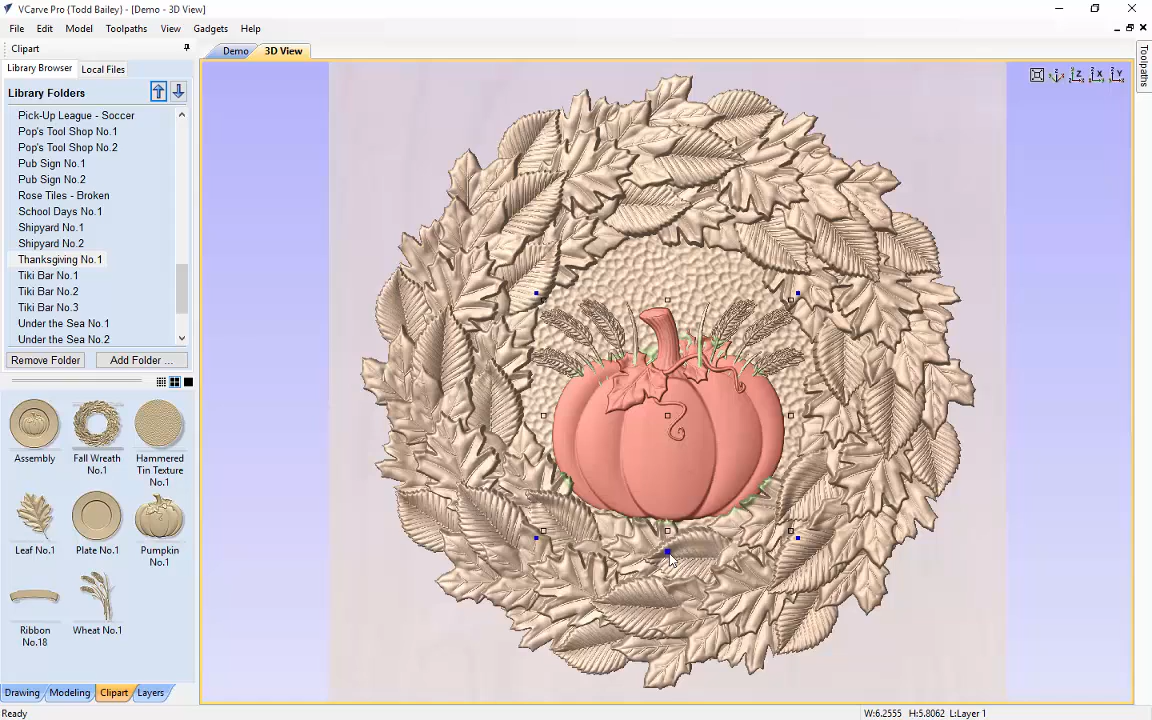 VCarve Pro {Todd Bailey} - [Demo - 3D View]
File Edit Model Toolpaths View Gadgets Help
Clipart
Library Browser Local Files
Library Folders
Pick-Up League - Soccer
Pop's Tool Shop No.1
Pop's Tool Shop No.2
Pub Sign No.1
Pub Sign No.2
Rose Tiles - Broken
School Days No.1
Shipyard No.1
Shipyard No.2
Thanksgiving No.1
Tiki Bar No.1
Tiki Bar No.2
Tiki Bar No.3
Under the Sea No.1
Under the Sea No.2
Remove Folder Add Folder ...
Assembly
Fall Wreath
No.1
Hammered
Tin Texture
No.1
Leaf No.1
Plate No.1
Pumpkin
No.1
Ribbon
No.18
Wheat No.1
Drawing Modeling Clipart Layers
Demo 3D View
Toolpaths
Ready
W:6.2555 H:5.8062 L:Layer 1